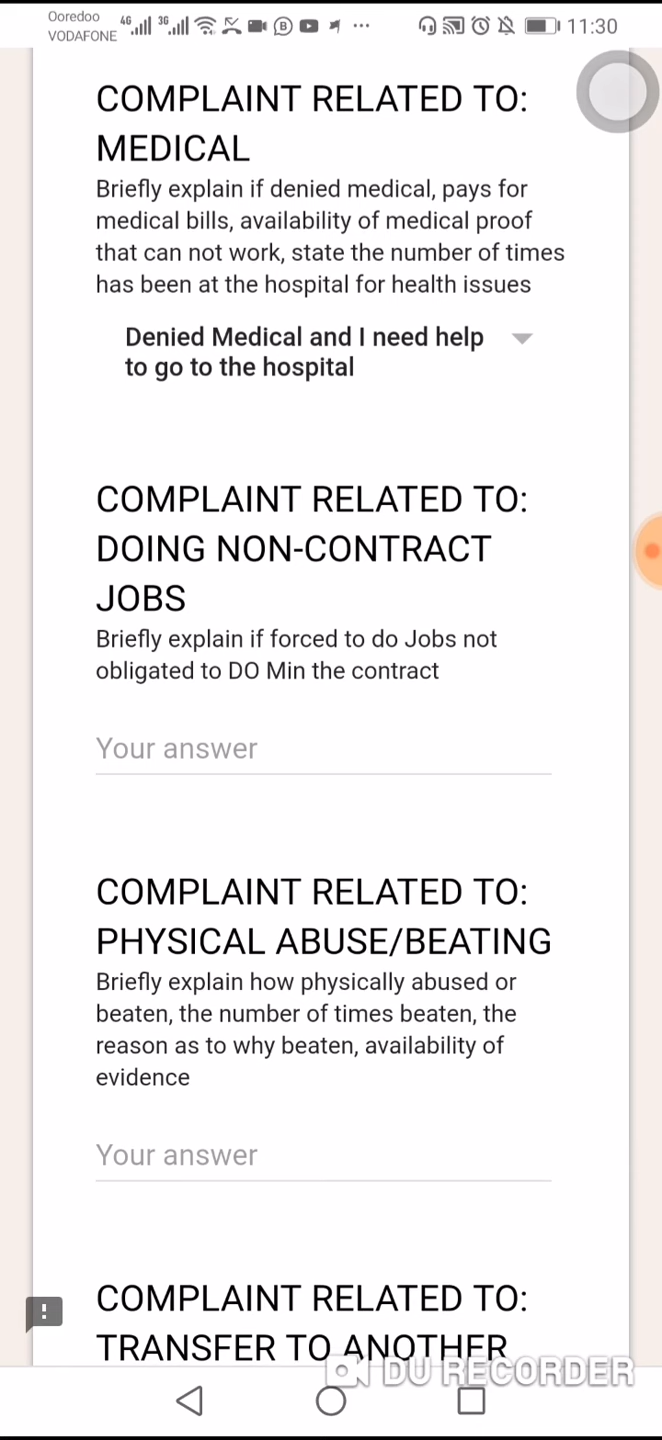 Ooredoo
VODAFONE
4G
3G
B
11:30
COMPLAINT RELATED TO:
MEDICAL
Briefly explain if denied medical, pays for
medical bills, availability of medical proof
that can not work, state the number of times
has been at the hospital for health issues
Denied Medical and I need help
to go to the hospital
COMPLAINT RELATED TO:
DOING NON-CONTRACT
JOBS
Briefly explain if forced to do Jobs not
obligated to DO Min the contract
Your answer
COMPLAINT RELATED TO:
PHYSICAL ABUSE/BEATING
Briefly explain how physically abused or
beaten, the number of times beaten, the
reason as to why beaten, availability of
evidence
Your answer
COMPLAINT RELATED TO:
TRANSFER TO ANOTHER
DU RECORDER